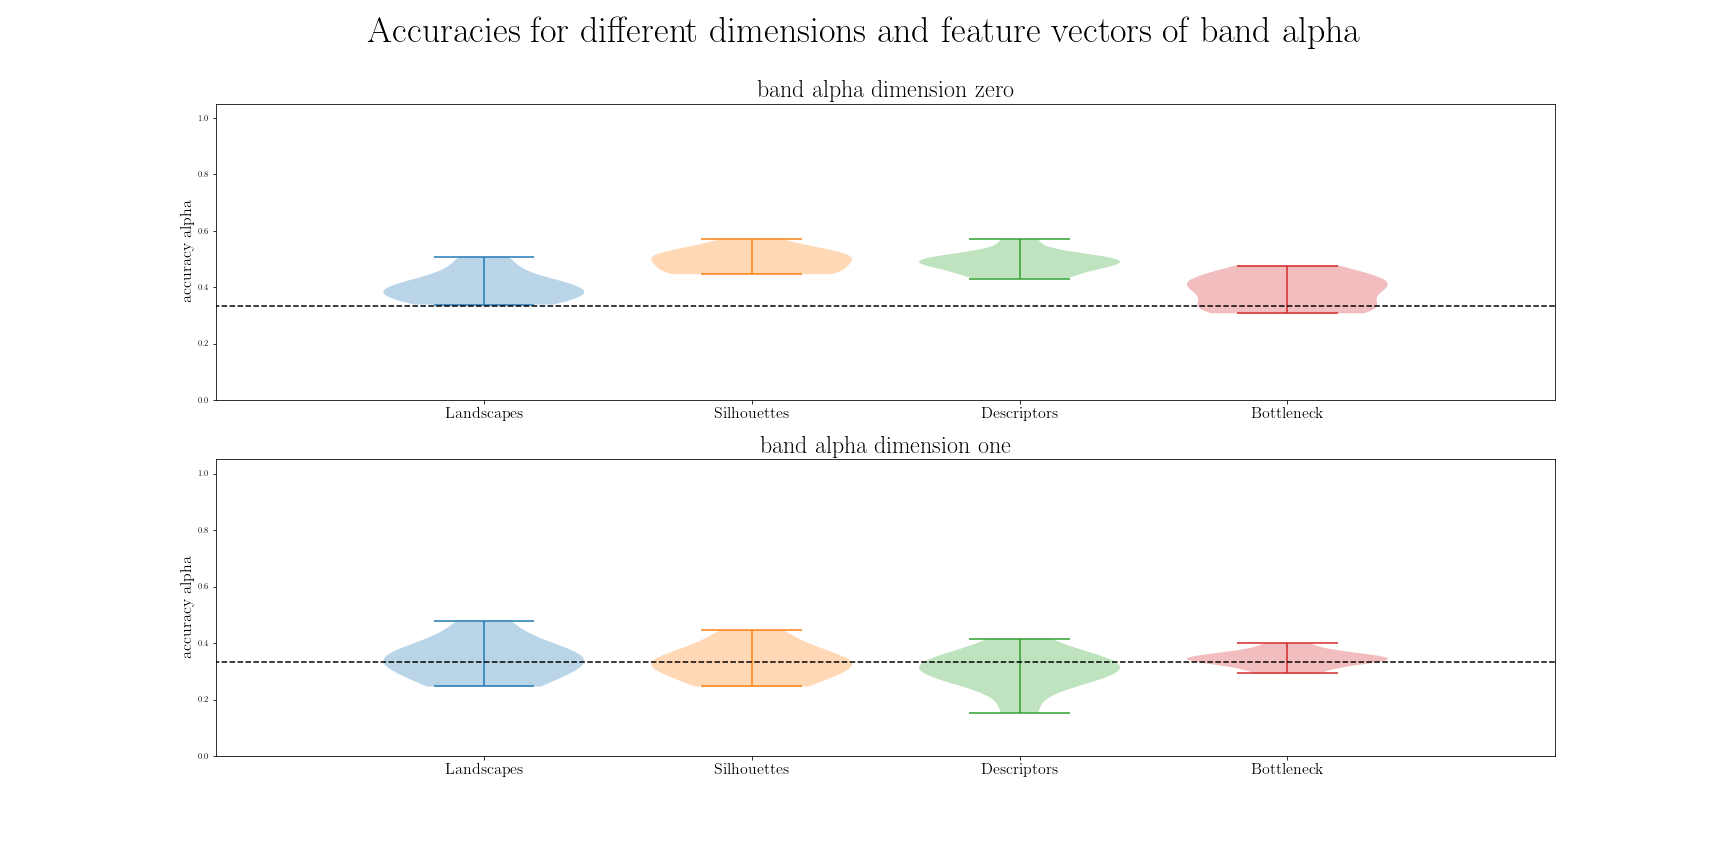 Accuracies for different dimensions and feature vectors of band alpha
band alpha dimension zero
1.0
0.8
0.6
0.4
0.2
0.0
accuracy alpha
Landscapes Silhouettes Descriptors Bottleneck
band alpha dimension one
1.0
0.8
0.6
0.4
0.2
0.0
accuracy alpha
Landscapes Silhouettes Descriptors Bottleneck